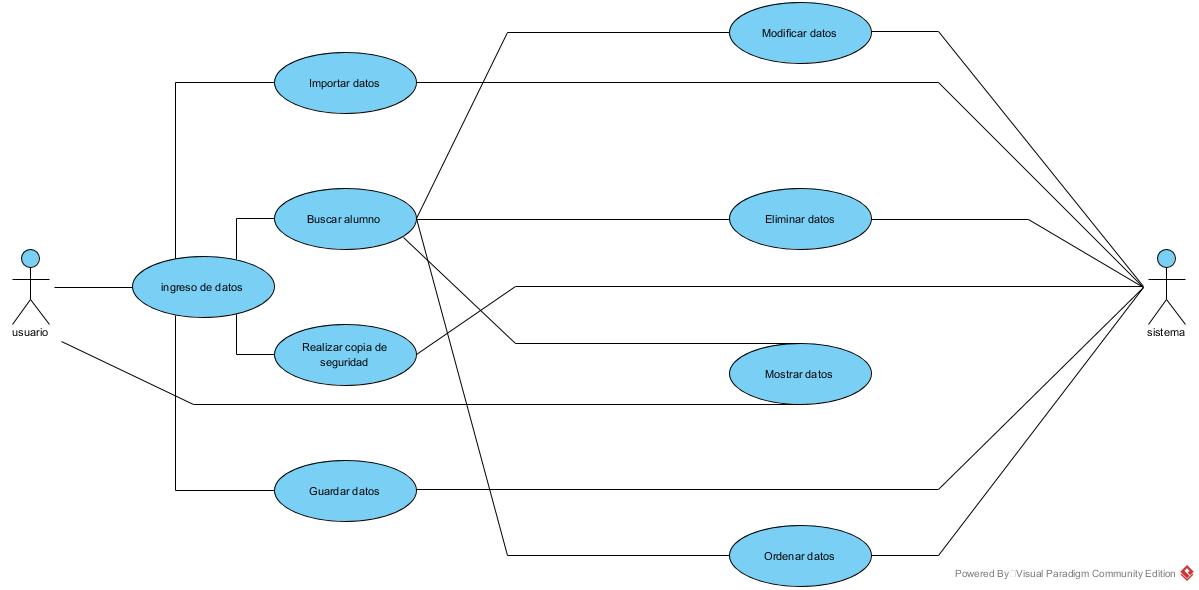 Modificar datos
Importar datos
Buscar alumno
Eliminar datos
ingreso de datos
usuario
sistema
Realizar copia de
seguridad
Mostrar datos
Guardar datos
Ordenar datos
Powered By Visual Paradigm Community Edition